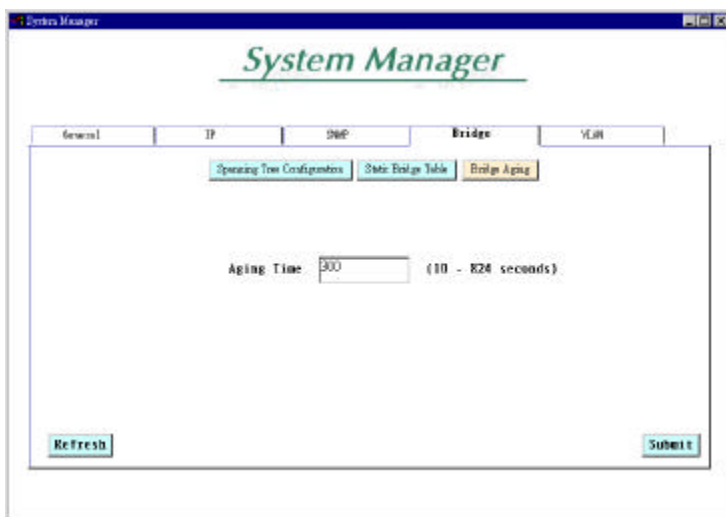 System Manager
System Manager
General IP SNMP Bridge VLAN
Spanning Tree Configuration Static Bridge Table Bridge Aging
Aging Time 300 (10 - 824 seconds)
Refresh Submit